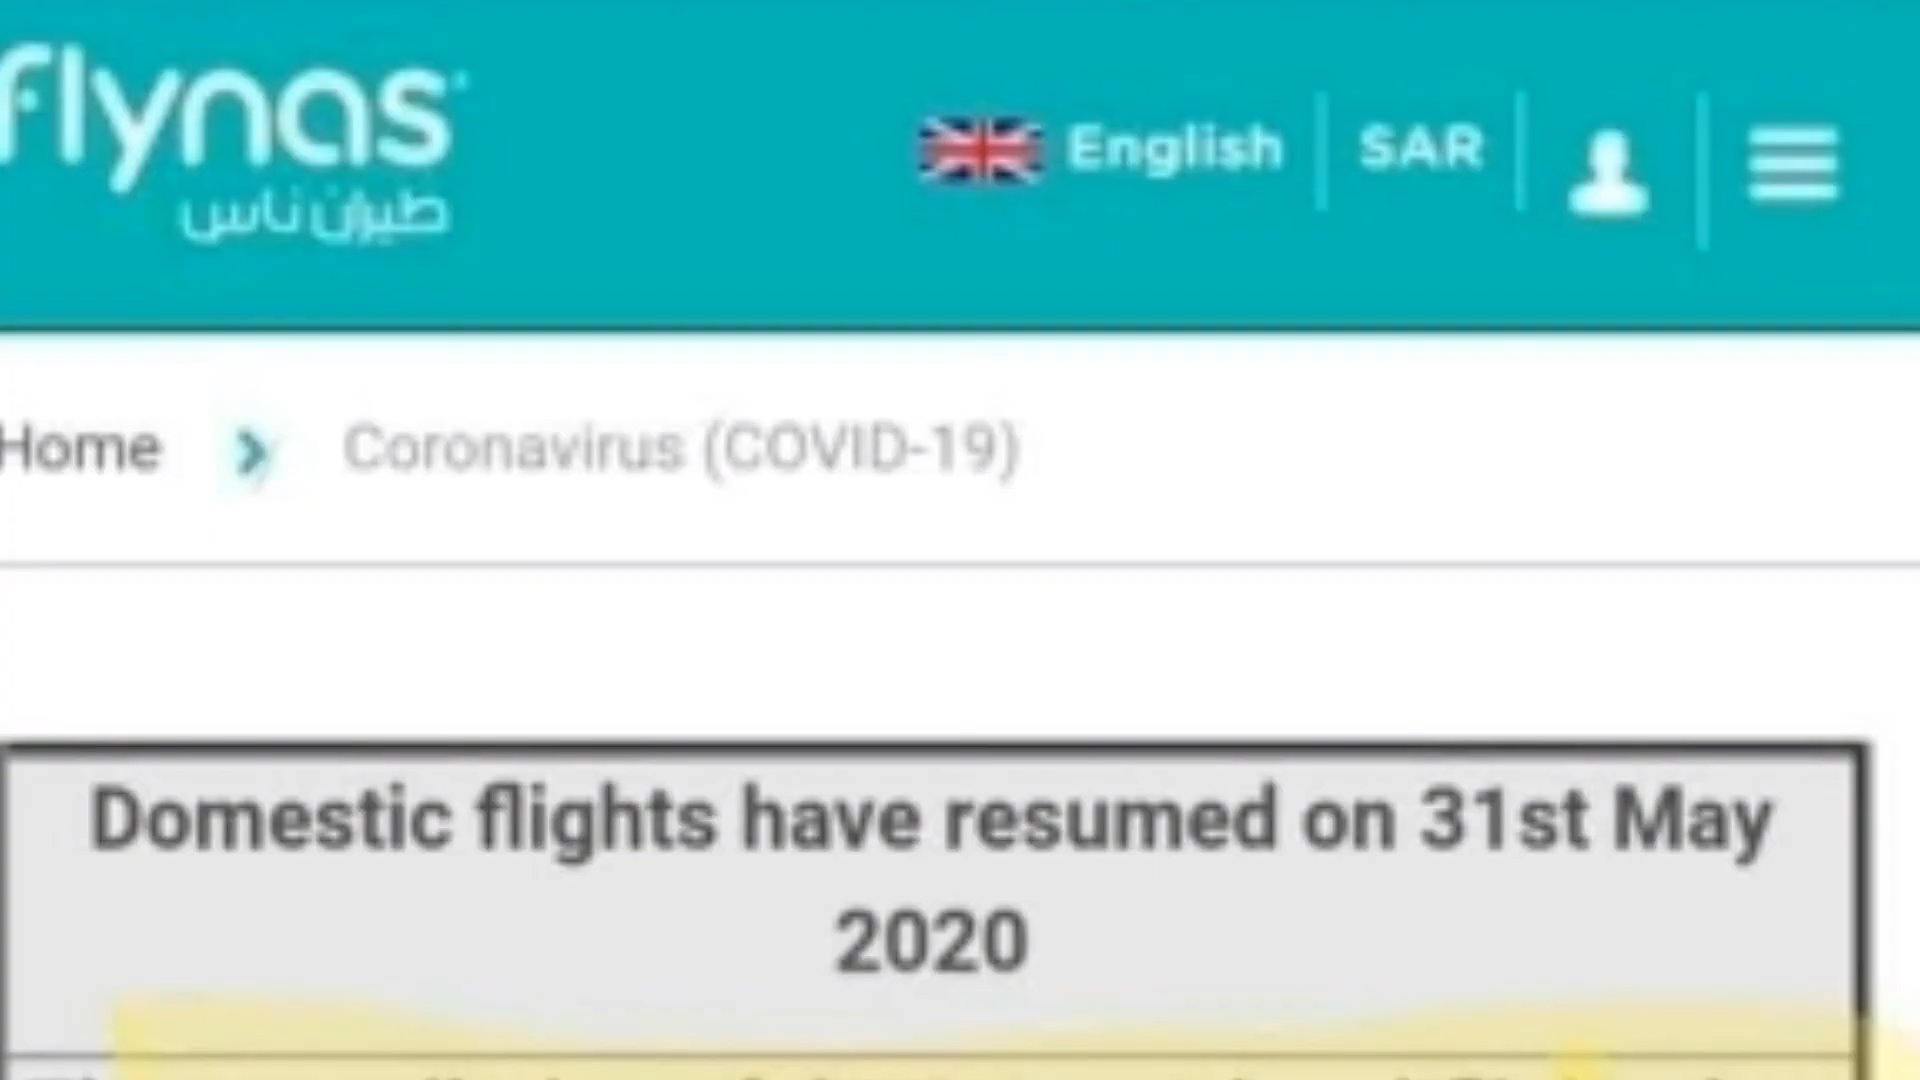 flynas
طيران ناس
English
SAR
Home
Coronavirus (COVID-19)
Domestic flights have resumed on 31st May
2020